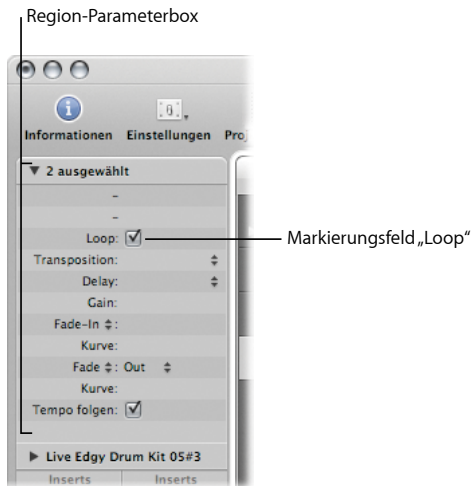 Region-Parameterbox
Informationen Einstellungen Proj
▼ 2 ausgewählt
-
-
Loop:
Markierungsfeld „Loop“
Transposition:
Delay:
Gain:
Fade-In :
Kurve:
Fade : Out
Kurve:
Tempo folgen:
▶ Live Edgy Drum Kit 05#3
Inserts Inserts